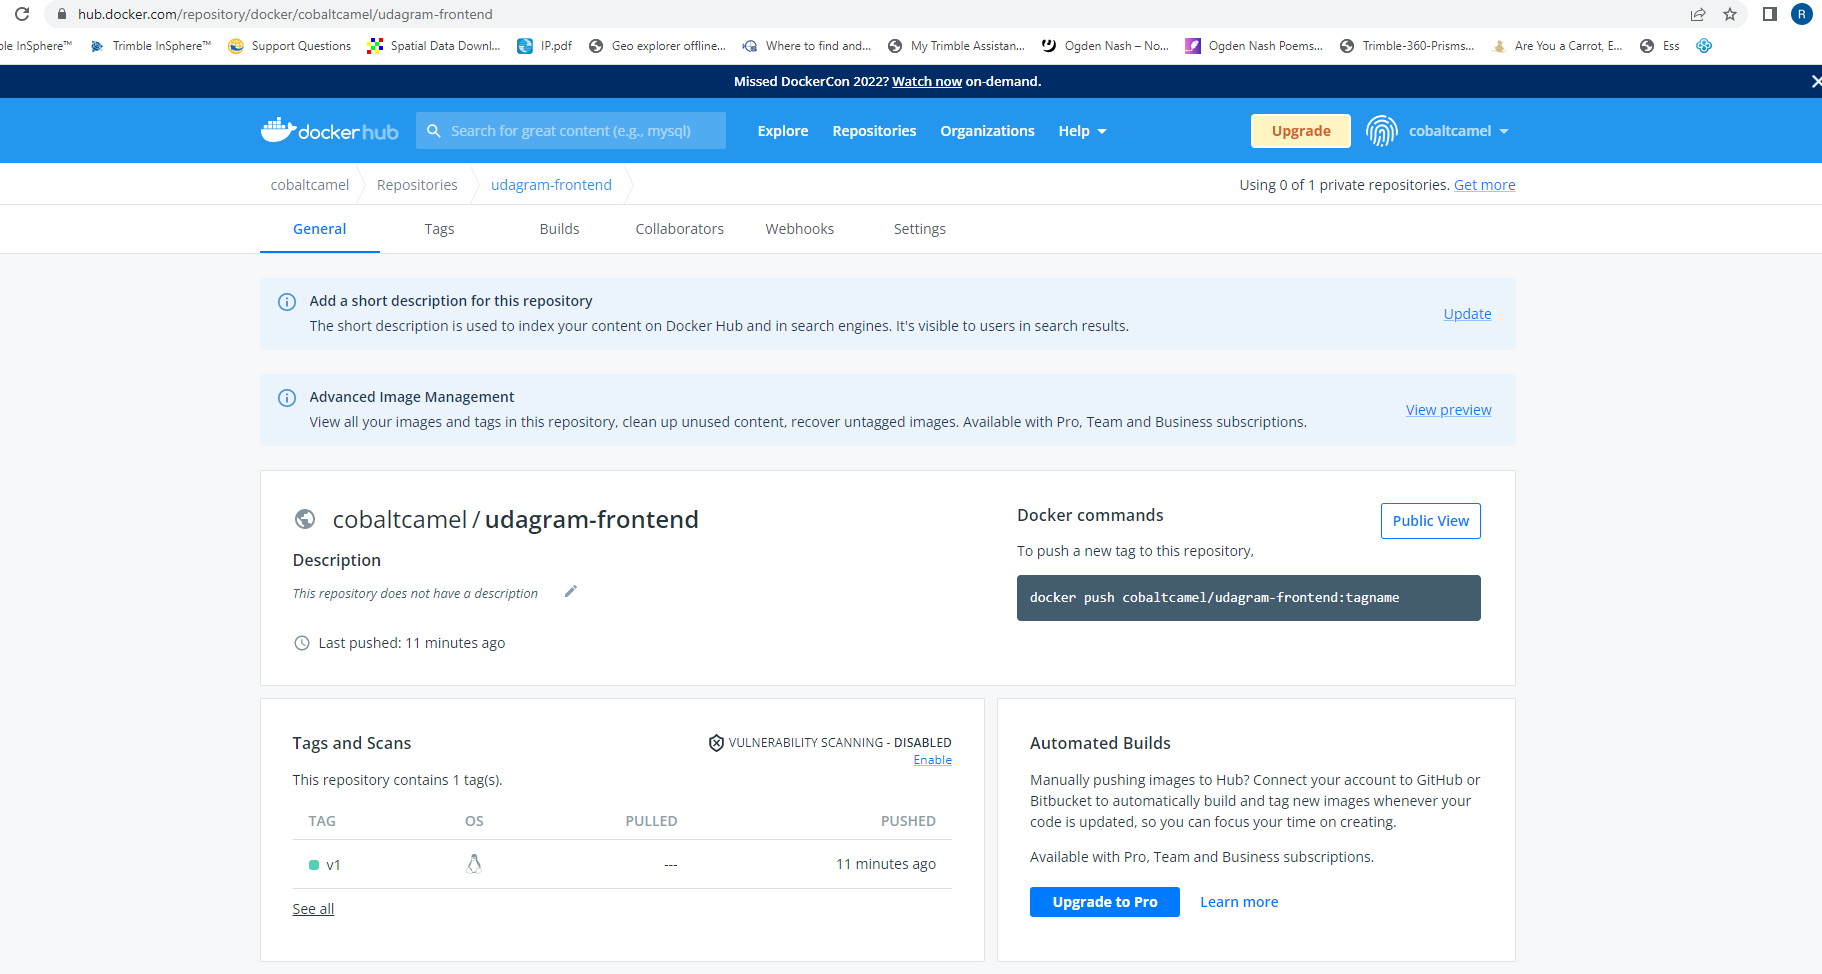 hub.docker.com/repository/docker/cobaltcamel/udagram-frontend
R
ble InSphere™ Trimble InSphere™ Support Questions Spatial Data Downl... IP.pdf Geo explorer offline... Where to find and... My Trimble Assistan... Ogden Nash – No... Ogden Nash Poems... Trimble-360-Prisms... Are You a Carrot, E... Ess
Missed DockerCon 2022? Watch now on-demand.
dockerhub Search for great content (e.g., mysql) Explore Repositories Organizations Help Upgrade cobaltcamel
cobaltcamel Repositories udagram-frontend Using 0 of 1 private repositories. Get more
General Tags Builds Collaborators Webhooks Settings
Add a short description for this repository
The short description is used to index your content on Docker Hub and in search engines. It's visible to users in search results.
Update
Advanced Image Management
View all your images and tags in this repository, clean up unused content, recover untagged images. Available with Pro, Team and Business subscriptions.
View preview
cobaltcamel / udagram-frontend
Description
This repository does not have a description
Last pushed: 11 minutes ago
Docker commands
Public View
To push a new tag to this repository,
docker push cobaltcamel/udagram-frontend:tagname
Tags and Scans
VULNERABILITY SCANNING - DISABLED
Enable
This repository contains 1 tag(s).
TAG OS PULLED PUSHED
v1 --- 11 minutes ago
See all
Automated Builds
Manually pushing images to Hub? Connect your account to GitHub or
Bitbucket to automatically build and tag new images whenever your
code is updated, so you can focus your time on creating.
Available with Pro, Team and Business subscriptions.
Upgrade to Pro Learn more